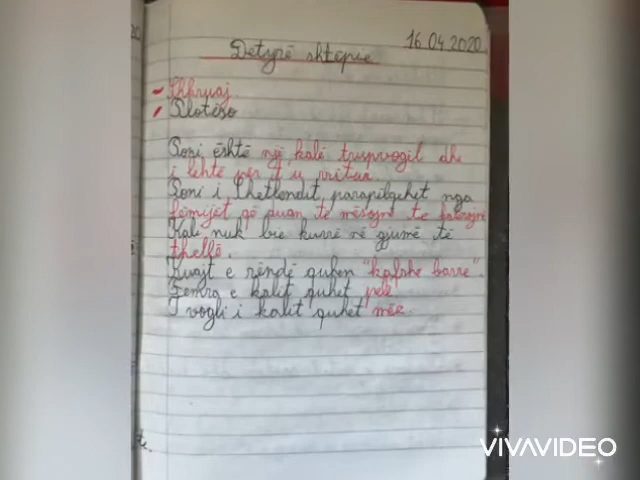 16.04.2020
Detyrë shtëpie
Shkruaj
Plotëso
Poni është një kalë trupvogël dhe
i lehtë për t'u rritur.
Poni i Shetlendit parapëlqehet nga
fëmijët që duan të mësojnë të kalërojnë
Kali nuk bie kurrë në gjumë të
thellë.
Kuajt e rëndë quhen "kafshë barre".
Femra e kalit quhet pelë
I vogli i kalit quhet mëz.
te.
VIVAVIDEO